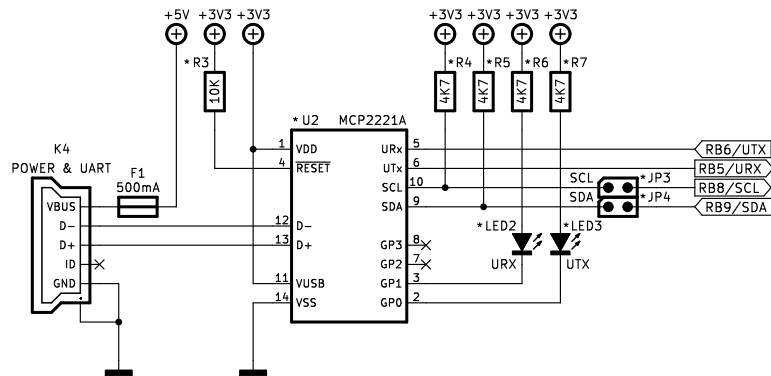 +5V +3V3 +3V3 +3V3 +3V3 +3V3 +3V3
*R3 *R4 *R5 *R6 *R7
10K 4K7 4K7 4K7 4K7
*U2 MCP2221A
K4
POWER & UART
F1
500mA
1 VDD URx 5 RB6/UTX
4 RESET UTx 6 RB5/URX
SCL 10 SCL *JP3 RB8/SCL
VBUS SDA 9 SDA *JP4 RB9/SDA
D- 12 D- *LED2 *LED3
D+ 13 D+ GP3 8
ID GP2 7 URX UTX
GND 11 VUSB GP1 3
14 VSS GP0 2